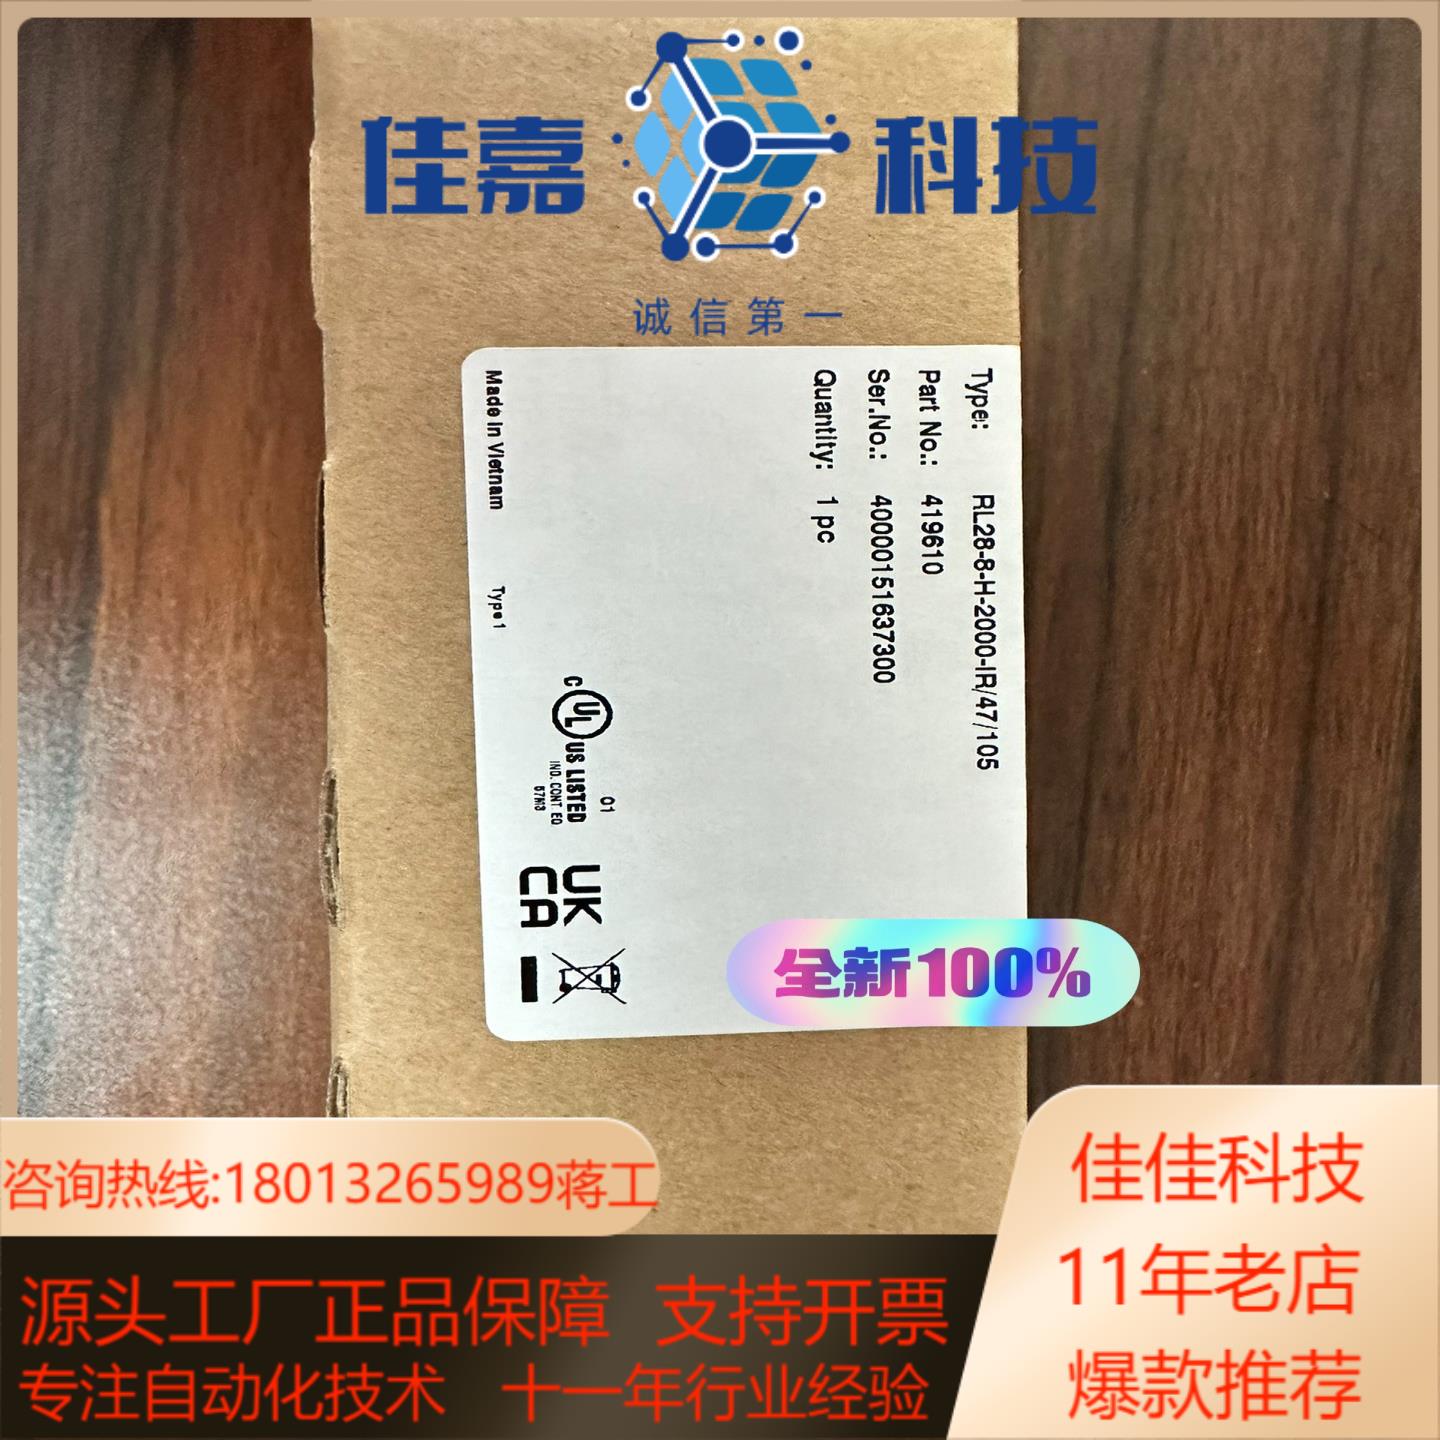 佳嘉科技
诚信第一
Type: RL28-8-H-2000-IR/47/105
Part No.: 419610
Ser.No.: 40000151637300
Quantity: 1 pc
Made in Vietnam
Type 1
C UL US LISTED
IND. CONT. EQ
67M8
01
UK
CA
全新100%
咨询热线:18013265989蒋工
源头工厂正品保障 支持开票
专注自动化技术 十一年行业经验
佳佳科技
11年老店
爆款推荐